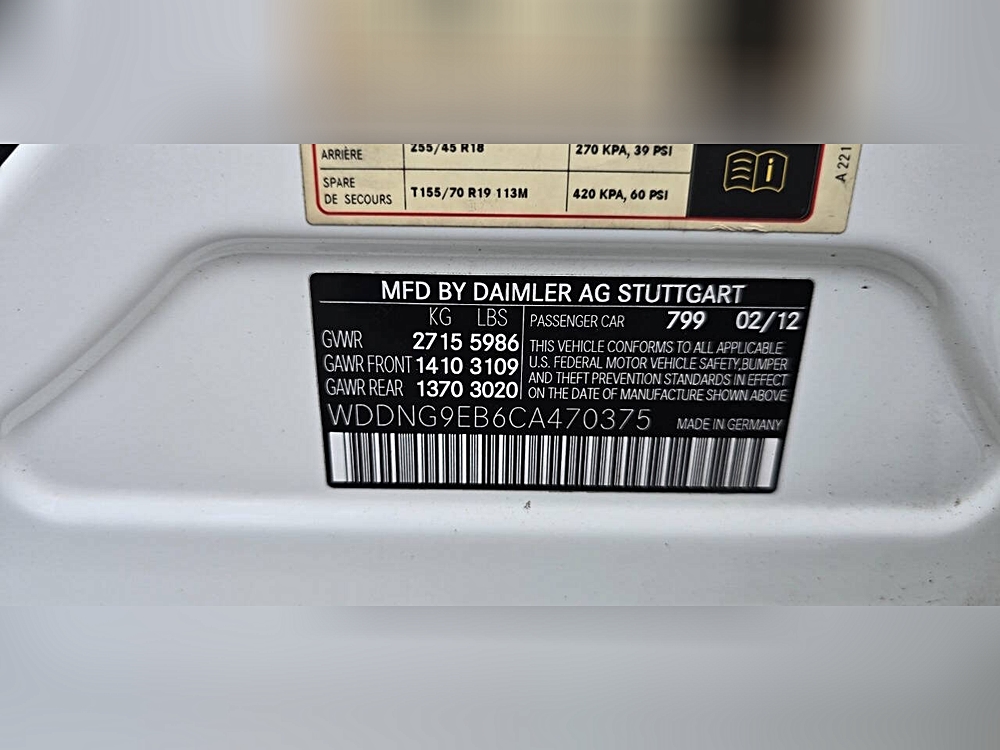 ARRIÈRE 255/45 R18 270 KPA, 39 PSI
SPARE
DE SECOURS T155/70 R19 113M 420 KPA, 60 PSI
A 221
MFD BY DAIMLER AG STUTTGART
KG LBS PASSENGER CAR 799 02/12
GVWR 2715 5986
GAWR FRONT 1410 3109
GAWR REAR 1370 3020
THIS VEHICLE CONFORMS TO ALL APPLICABLE
U.S. FEDERAL MOTOR VEHICLE SAFETY,BUMPER
AND THEFT PREVENTION STANDARDS IN EFFECT
ON THE DATE OF MANUFACTURE SHOWN ABOVE
WDDNG9EB6CA470375 MADE IN GERMANY